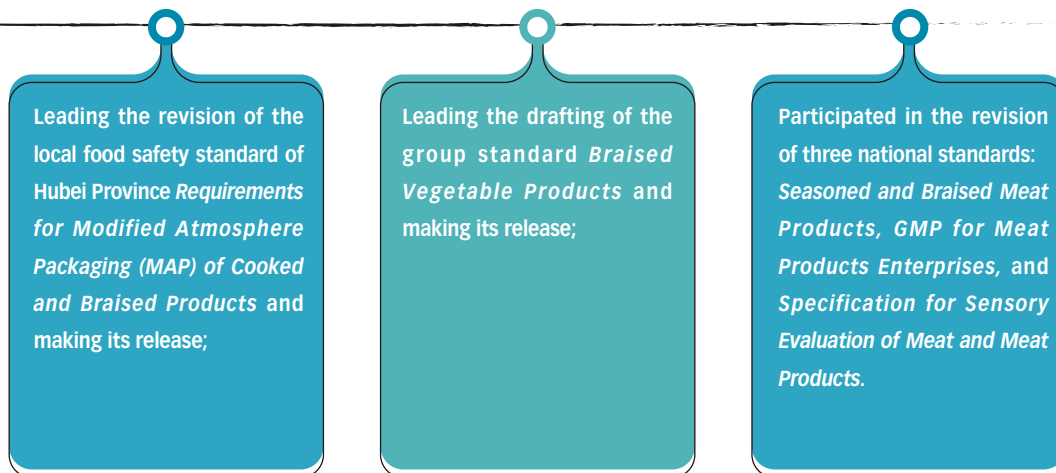 Leading the revision of the
local food safety standard of
Hubei Province Requirements
for Modified Atmosphere
Packaging (MAP) of Cooked
and Braised Products and
making its release;
Leading the drafting of the
group standard Braised
Vegetable Products and
making its release;
Participated in the revision
of three national standards:
Seasoned and Braised Meat
Products, GMP for Meat
Products Enterprises, and
Specification for Sensory
Evaluation of Meat and Meat
Products.